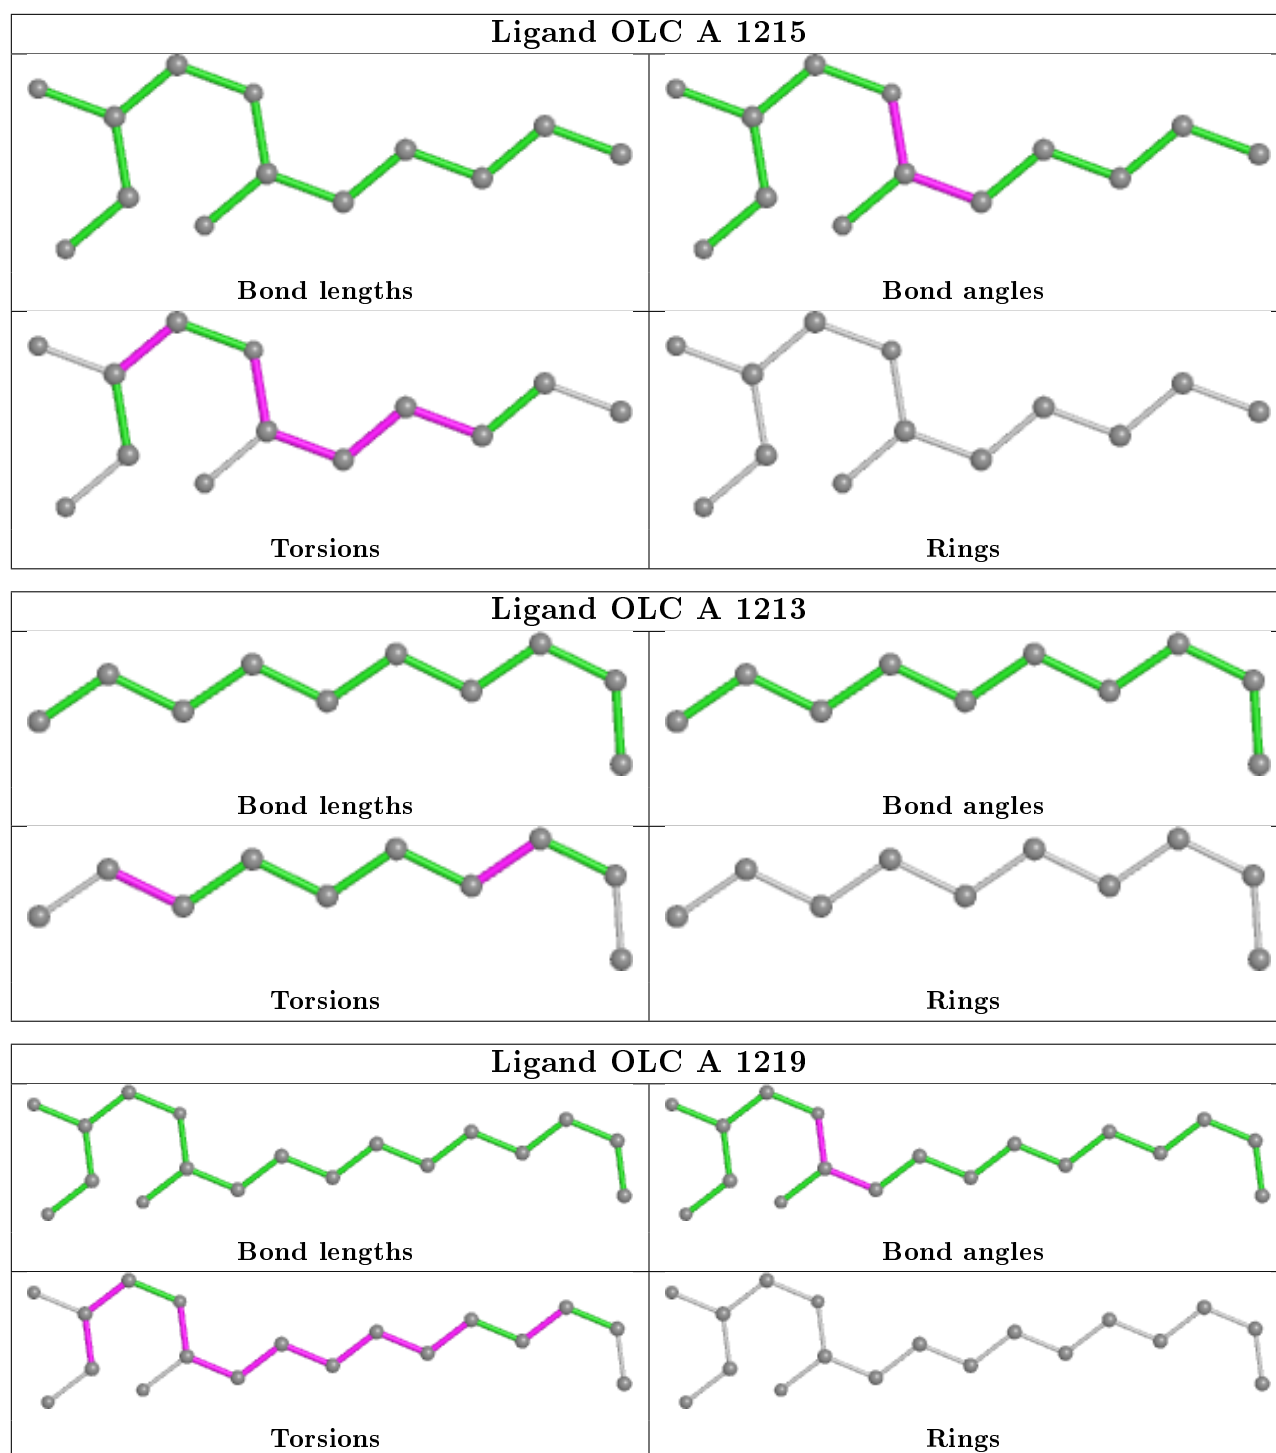 Ligand OLC A 1215
Bond lengths
Bond angles
Torsions
Rings
Ligand OLC A 1213
Bond lengths
Bond angles
Torsions
Rings
Ligand OLC A 1219
Bond lengths
Bond angles
Torsions
Rings